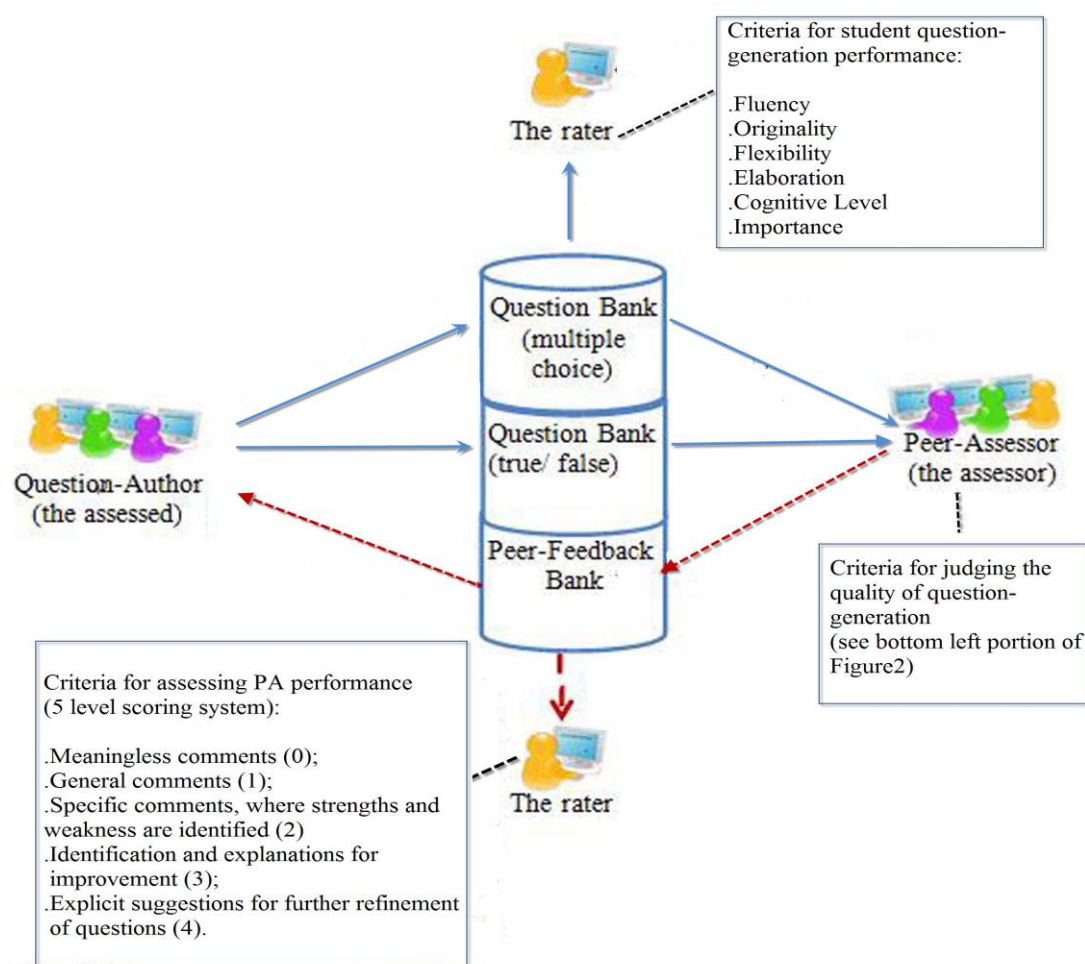 Criteria for student question-
generation performance:
.Fluency
.Originality
.Flexibility
.Elaboration
.Cognitive Level
.Importance
The rater
Question Bank
(multiple
choice)
Question Bank
(true/ false)
Peer-Feedback
Bank
Question-Author
(the assessed)
Peer-Assessor
(the assessor)
Criteria for judging the
quality of question-
generation
(see bottom left portion of
Figure2)
Criteria for assessing PA performance
(5 level scoring system):
.Meaningless comments (0);
.General comments (1);
.Specific comments, where strengths and
weakness are identified (2)
.Identification and explanations for
improvement (3);
.Explicit suggestions for further refinement
of questions (4).
The rater